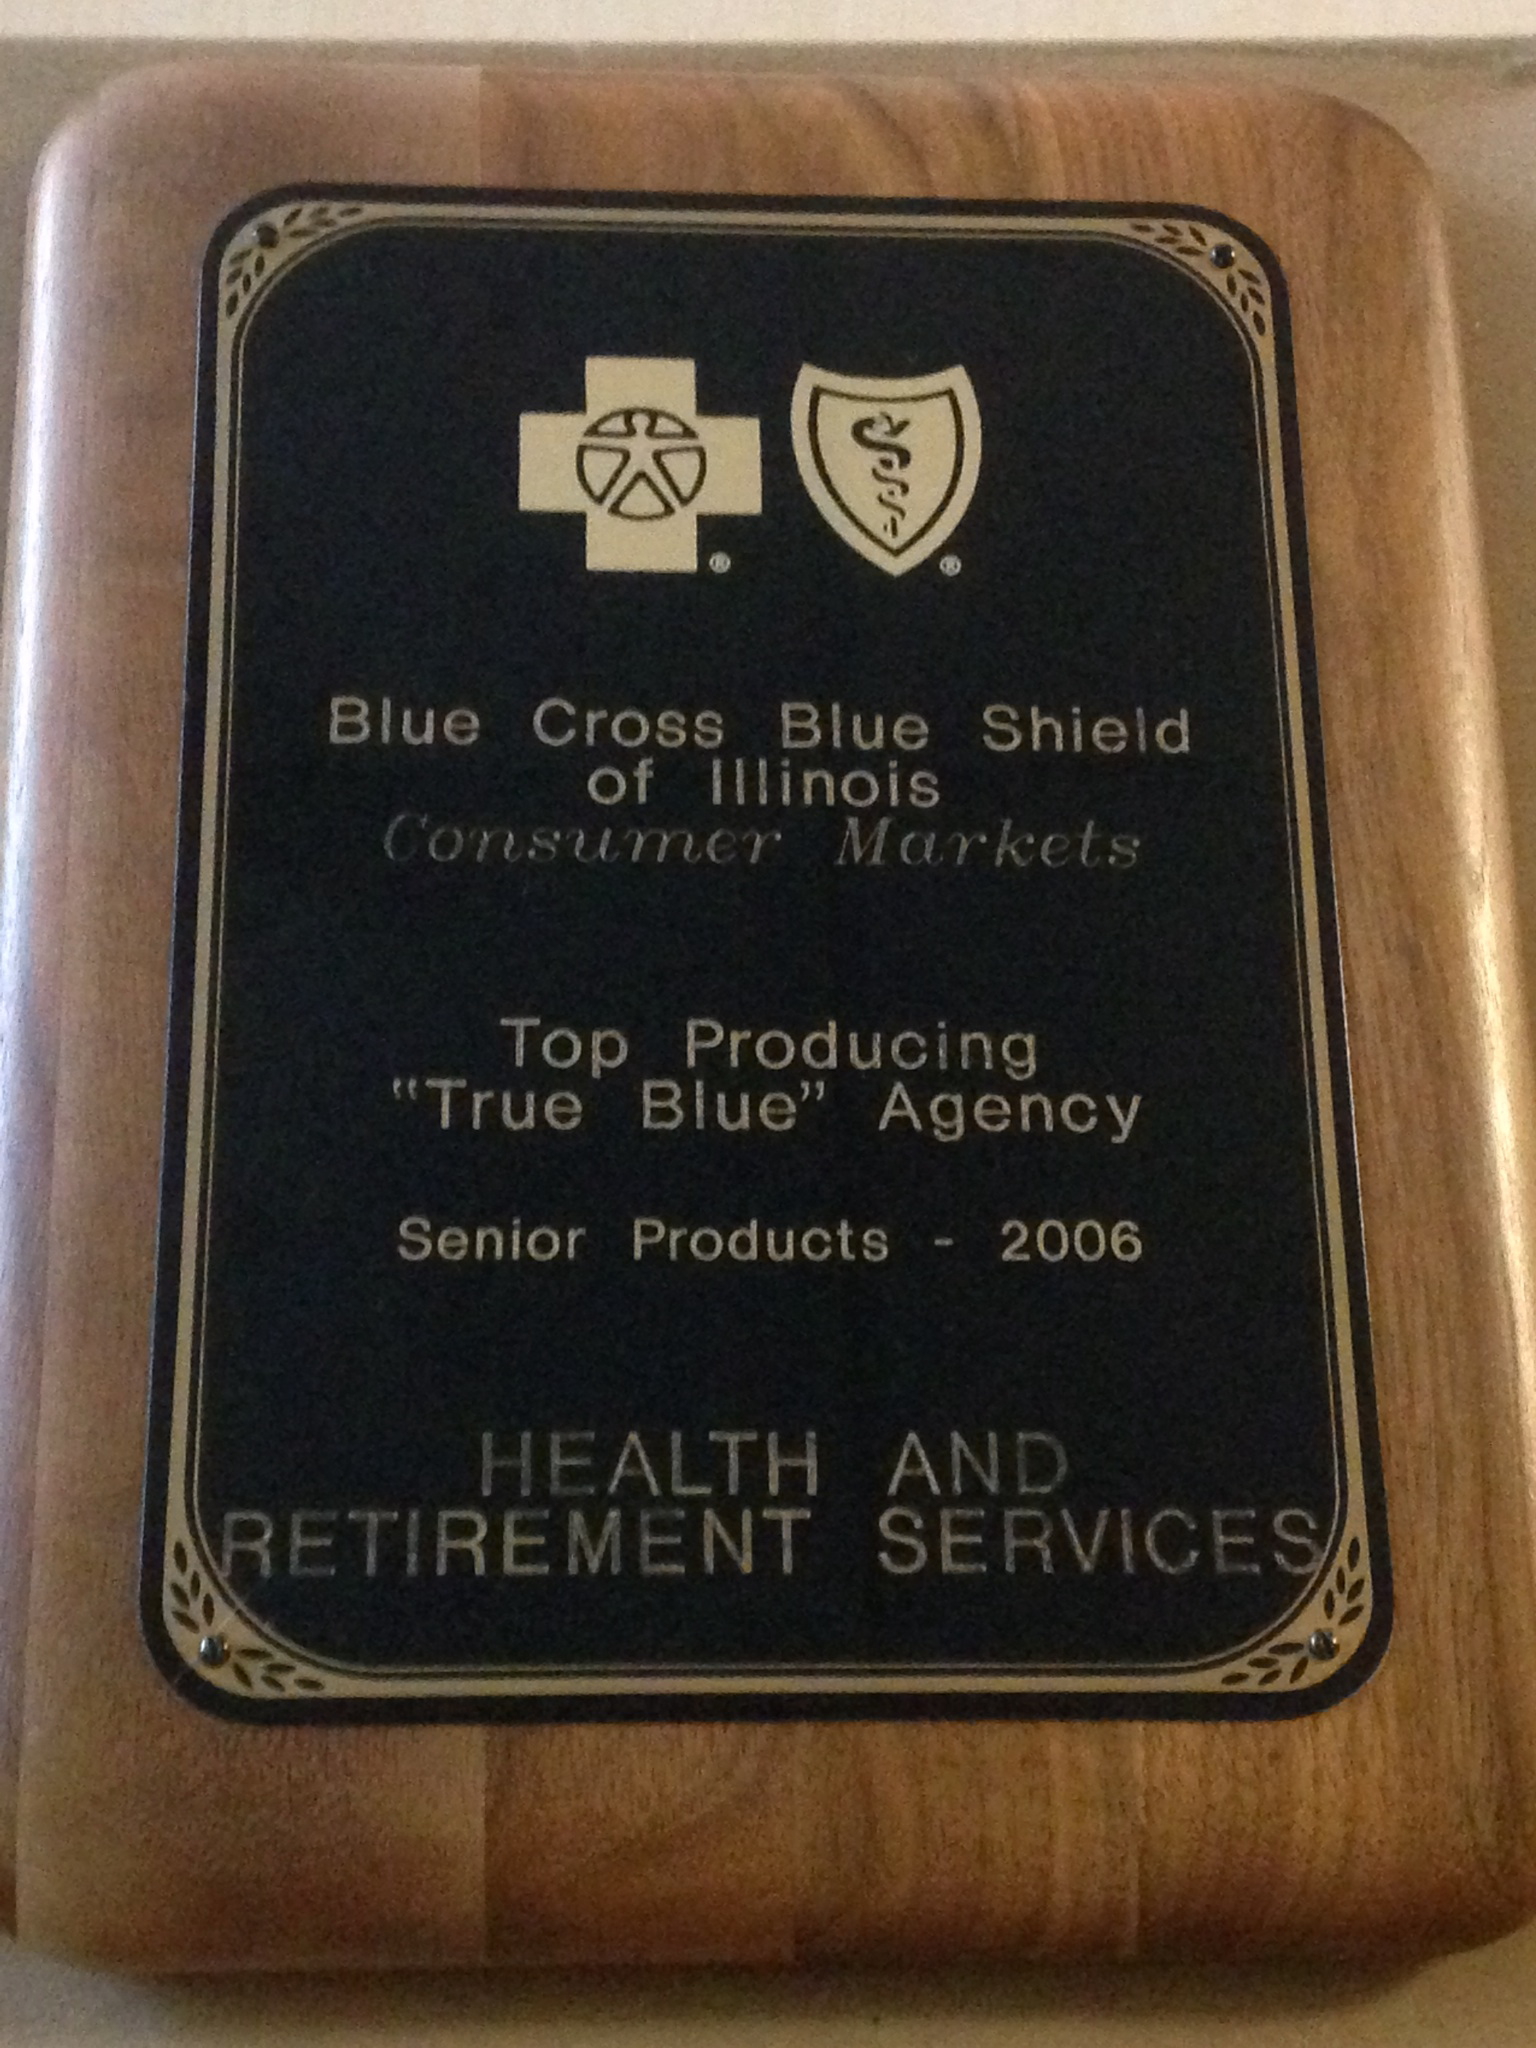 ® ®
Blue Cross Blue Shield
of Illinois
Consumer Markets
Top Producing
“True Blue” Agency
Senior Products - 2006
HEALTH AND
RETIREMENT SERVICES